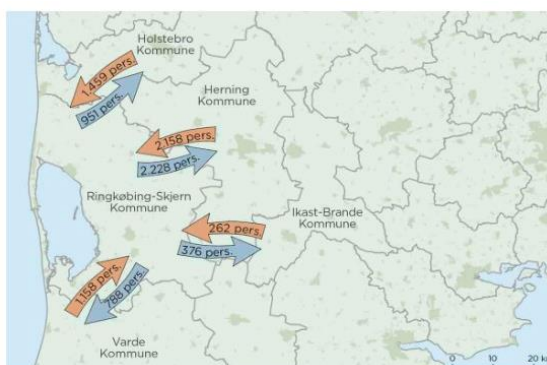 Holstebro
Kommune
1.459 pers.
951 pers.
Herning
Kommune
2.158 pers.
2.228 pers.
Ringkøbing-Skjern
Kommune
262 pers.
376 pers.
Ikast-Brande
Kommune
1.158 pers.
788 pers.
Varde
Kommune
0 10 20 k